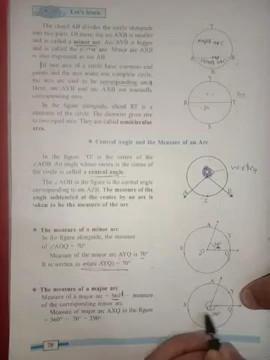 Let's learn.
The chord AB divides the circle alongside
into two parts. Of these, the arc AXB is smaller
and is called a minor arc. Arc AYB is bigger
and is called the major arc. Minor arc AXB
is also expressed as arc AB.
If two arcs of a circle have common end
points and the arcs make one complete circle,
the arcs are said to be corresponding arcs.
Here, arc AYB and arc AXB are mutually
corresponding arcs.
In the figure alongside, chord RT is a
diameter of the circle. The diameter gives rise
to two equal arcs. They are called semicircular
arcs.
Central Angle and the Measure of an Arc
In the figure, 'O' is the centre of the
∠AOB. An angle whose vertex is the centre of
the circle is called a central angle.
The ∠AOB in the figure is the central angle
corresponding to arc AZB. The measure of the
angle subtended at the centre by an arc is
taken to be the measure of the arc.
vertex
The measure of a minor arc
In the figure alongside, the measure
of ∠AOQ = 70°
Measure of the minor arc AYQ is 70°
It is written as m(arc AYQ) = 70°
The measure of a major arc
Measure of a major arc = 360° - measure
of the corresponding minor arc
Measure of major arc AXQ in the figure
= 360° - 70° = 290°
78